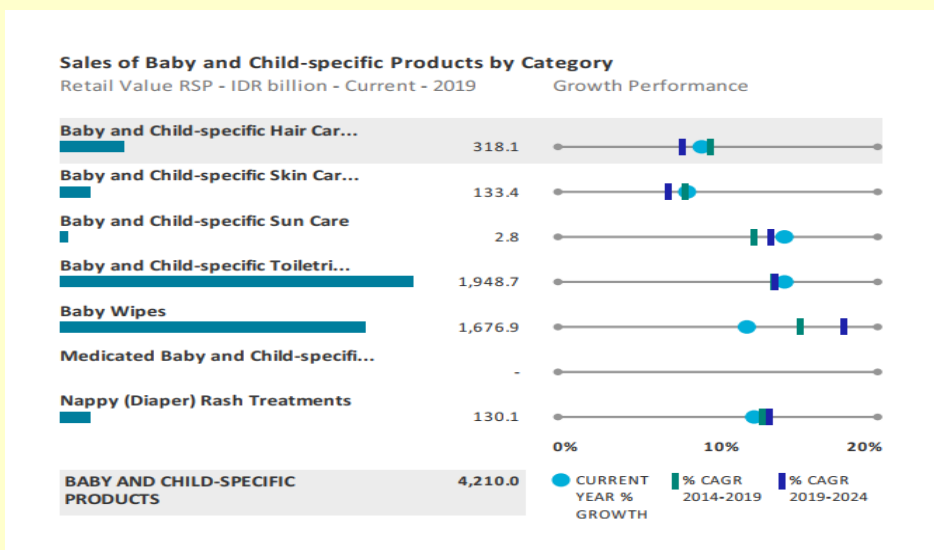 Sales of Baby and Child-specific Products by Category
Retail Value RSP - IDR billion - Current - 2019
Growth Performance
Baby and Child-specific Hair Car...
318.1
Baby and Child-specific Skin Car...
133.4
Baby and Child-specific Sun Care
2.8
Baby and Child-specific Toiletri...
1,948.7
Baby Wipes
1,676.9
Medicated Baby and Child-specifi...
-
Nappy (Diaper) Rash Treatments
130.1
0% 10% 20%
BABY AND CHILD-SPECIFIC
PRODUCTS
4,210.0
CURRENT
YEAR %
GROWTH
% CAGR
2014-2019
% CAGR
2019-2024